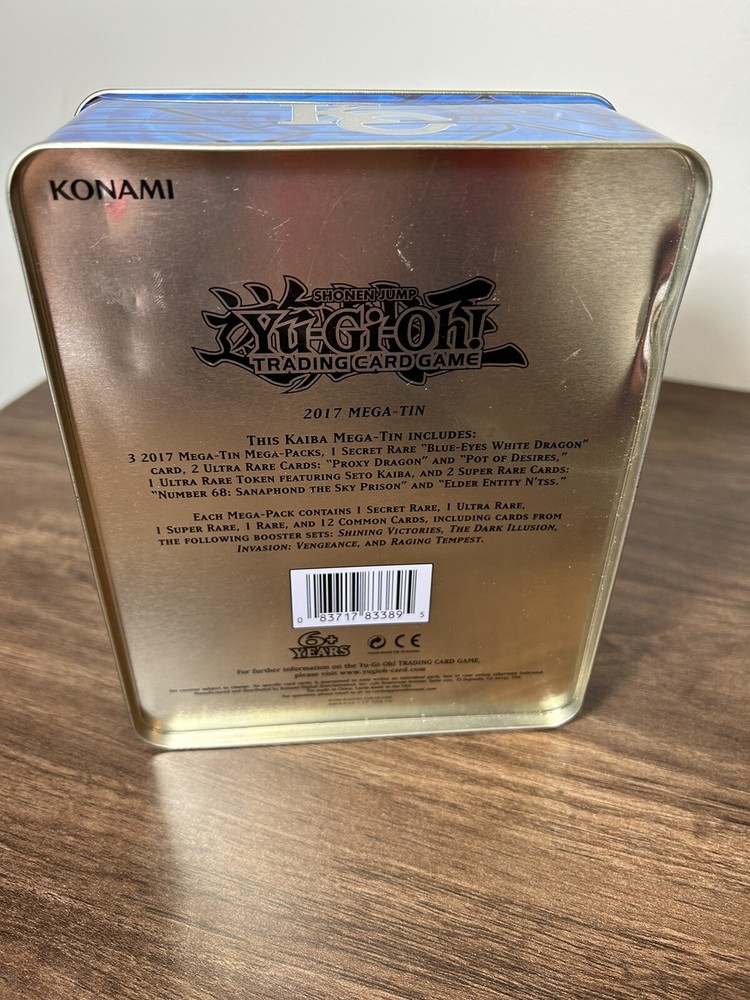 KC
KONAMI
SHONEN JUMP
Yu-Gi-Oh!
TRADING CARD GAME
2017 MEGA-TIN
THIS KAIBA MEGA-TIN INCLUDES:
3 2017 MEGA-TIN MEGA-PACKS, 1 SECRET RARE "BLUE-EYES WHITE DRAGON"
CARD, 2 ULTRA RARE CARDS: "PROXY DRAGON" AND "POT OF DESIRES,"
1 ULTRA RARE TOKEN FEATURING SETO KAIBA, AND 2 SUPER RARE CARDS:
"NUMBER 68: SANAPHOND THE SKY PRISON" AND "ELDER ENTITY N'TSS."
EACH MEGA-PACK CONTAINS 1 SECRET RARE, 1 ULTRA RARE,
1 SUPER RARE, 1 RARE, AND 12 COMMON CARDS, INCLUDING CARDS FROM
THE FOLLOWING BOOSTER SETS: SHINING VICTORIES, THE DARK ILLUSION,
INVASION: VENGEANCE, AND RAGING TEMPEST.
0 83717 83389 5
6+
YEARS
CE
For further information on the Yu-Gi-Oh! TRADING CARD GAME,
please visit www.yugioh-card.com